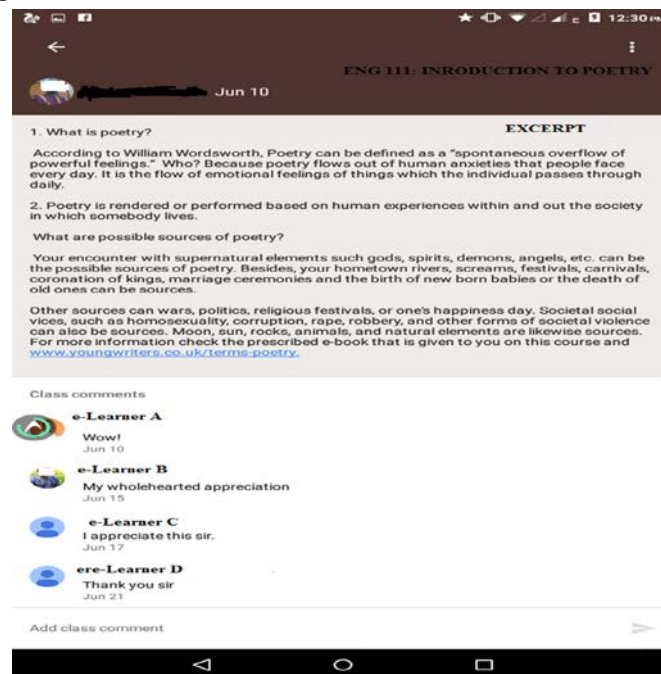 E 12:30 PM
ENG 111: INRODUCTION TO POETRY
Jun 10
EXCERPT
1. What is poetry?
According to William Wordsworth, Poetry can be defined as a "spontaneous overflow of
powerful feelings." Who? Because poetry flows out of human anxieties that people face
every day. It is the flow of emotional feelings of things which the individual passes through
daily.
2. Poetry is rendered or performed based on human experiences within and out the society
in which somebody lives.
What are possible sources of poetry?
Your encounter with supernatural elements such gods, spirits, demons, angels, etc. can be
the possible sources of poetry. Besides, your hometown rivers, screams, festivals, carnivals,
coronation of kings, marriage ceremonies and the birth of new born babies or the death of
old ones can be sources.
Other sources can wars, politics, religious festivals, or one's happiness day. Societal social
vices, such as homosexuality, corruption, rape, robbery, and other forms of societal violence
can also be sources. Moon, sun, rocks, animals, and natural elements are likewise sources.
For more information check the prescribed e-book that is given to you on this course and
www.youngwriters.co.uk/terms-poetry.
Class comments
e-Learner A
Wow!
Jun 10
e-Learner B
My wholehearted appreciation
Jun 15
e-Learner C
I appreciate this sir.
Jun 17
ere-Learner D
Thank you sir
Jun 21
Add class comment